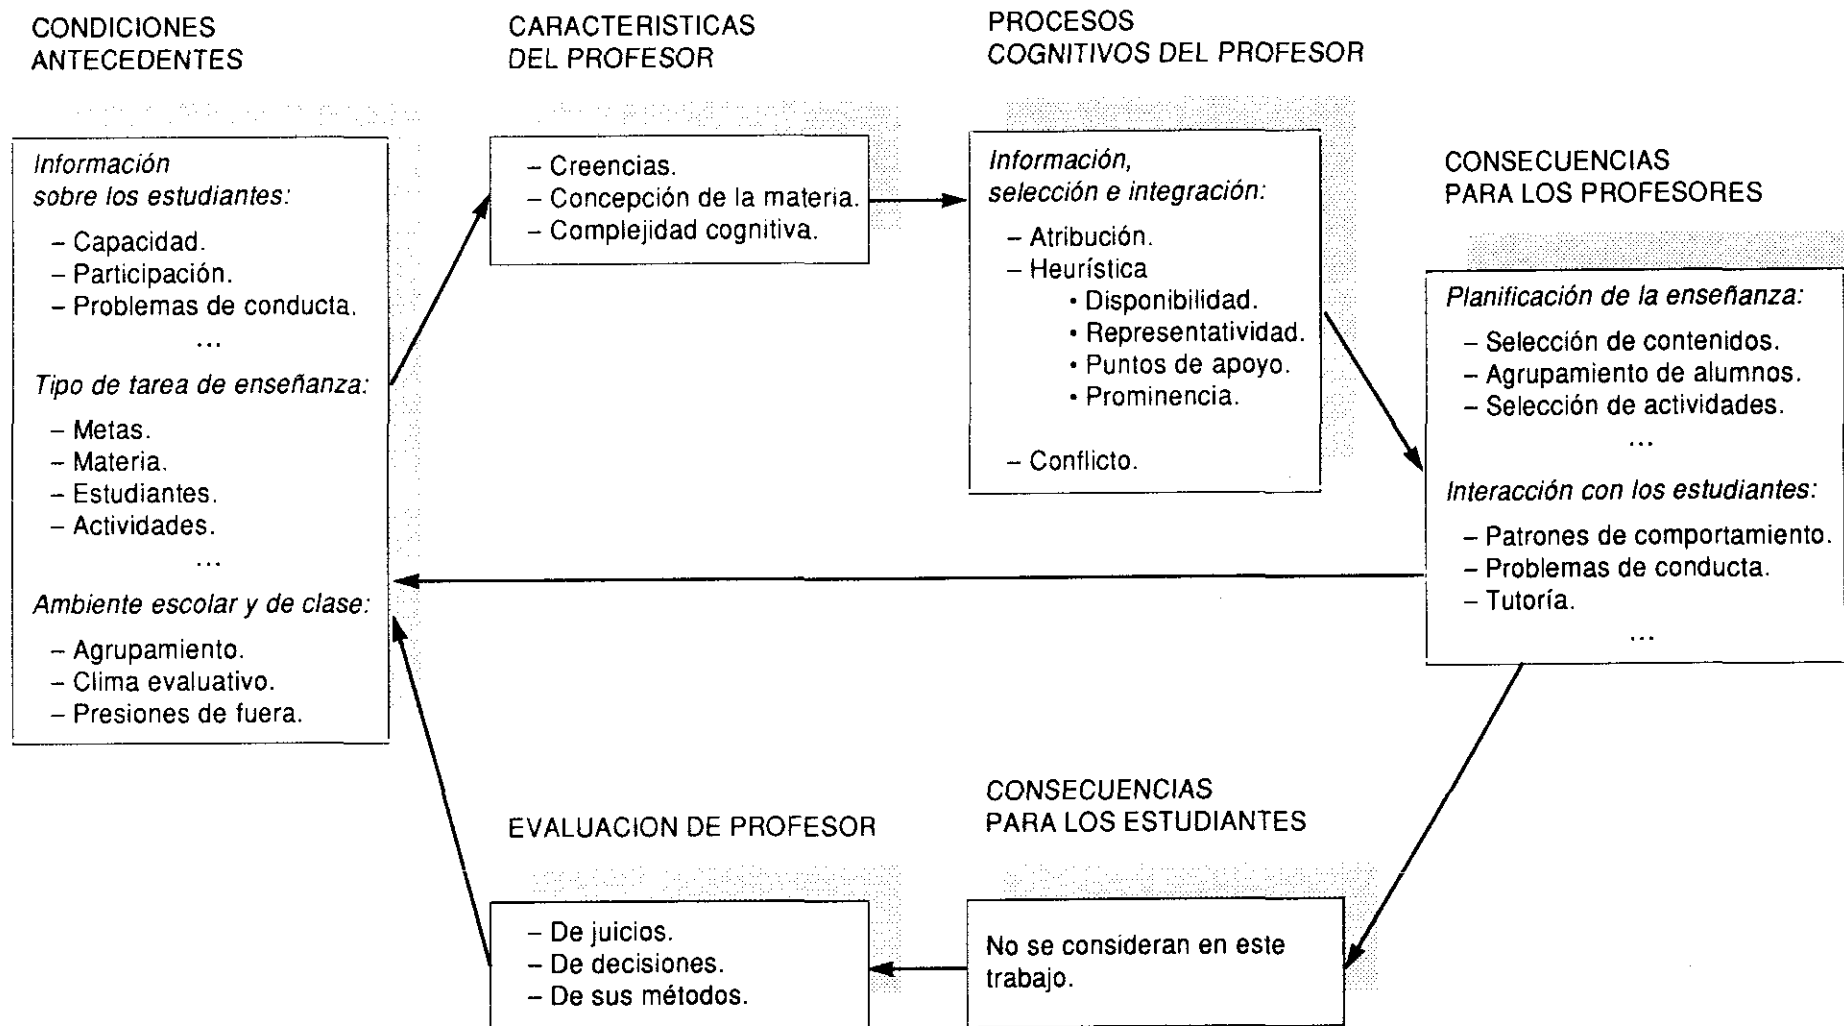 CONDICIONES
ANTECEDENTES
Información
sobre los estudiantes:
– Capacidad.
– Participación.
– Problemas de conducta.
...
Tipo de tarea de enseñanza:
– Metas.
– Materia.
– Estudiantes.
– Actividades.
...
Ambiente escolar y de clase:
– Agrupamiento.
– Clima evaluativo.
– Presiones de fuera.
CARACTERISTICAS
DEL PROFESOR
– Creencias.
– Concepción de la materia.
– Complejidad cognitiva.
PROCESOS
COGNITIVOS DEL PROFESOR
Información,
selección e integración:
– Atribución.
– Heurística
• Disponibilidad.
• Representatividad.
• Puntos de apoyo.
• Prominencia.
– Conflicto.
CONSECUENCIAS
PARA LOS PROFESORES
Planificación de la enseñanza:
– Selección de contenidos.
– Agrupamiento de alumnos.
– Selección de actividades.
...
Interacción con los estudiantes:
– Patrones de comportamiento.
– Problemas de conducta.
– Tutoría.
...
CONSECUENCIAS
PARA LOS ESTUDIANTES
No se consideran en este
trabajo.
EVALUACION DE PROFESOR
– De juicios.
– De decisiones.
– De sus métodos.